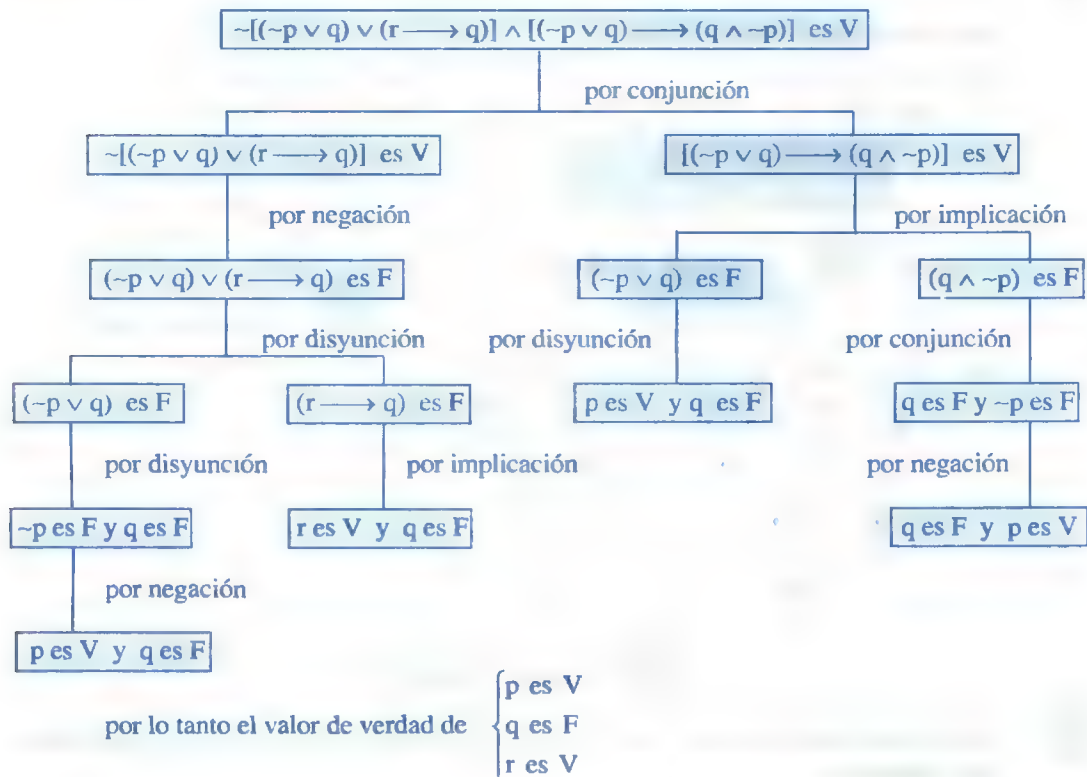 ~[(~p ∨ q) ∨ (r ⟶ q)] ∧ [(~p ∨ q) ⟶ (q ∧ ~p)] es V
por conjunción
~[(~p ∨ q) ∨ (r ⟶ q)] es V
[(~p ∨ q) ⟶ (q ∧ ~p)] es V
por negación
por implicación
(~p ∨ q) ∨ (r ⟶ q) es F
(~p ∨ q) es F
(q ∧ ~p) es F
por disyunción
por disyunción
por conjunción
(~p ∨ q) es F
(r ⟶ q) es F
p es V y q es F
q es F y ~p es F
por disyunción
por implicación
por negación
~p es F y q es F
r es V y q es F
q es F y p es V
por negación
p es V y q es F
por lo tanto el valor de verdad de
p es V
q es F
r es V